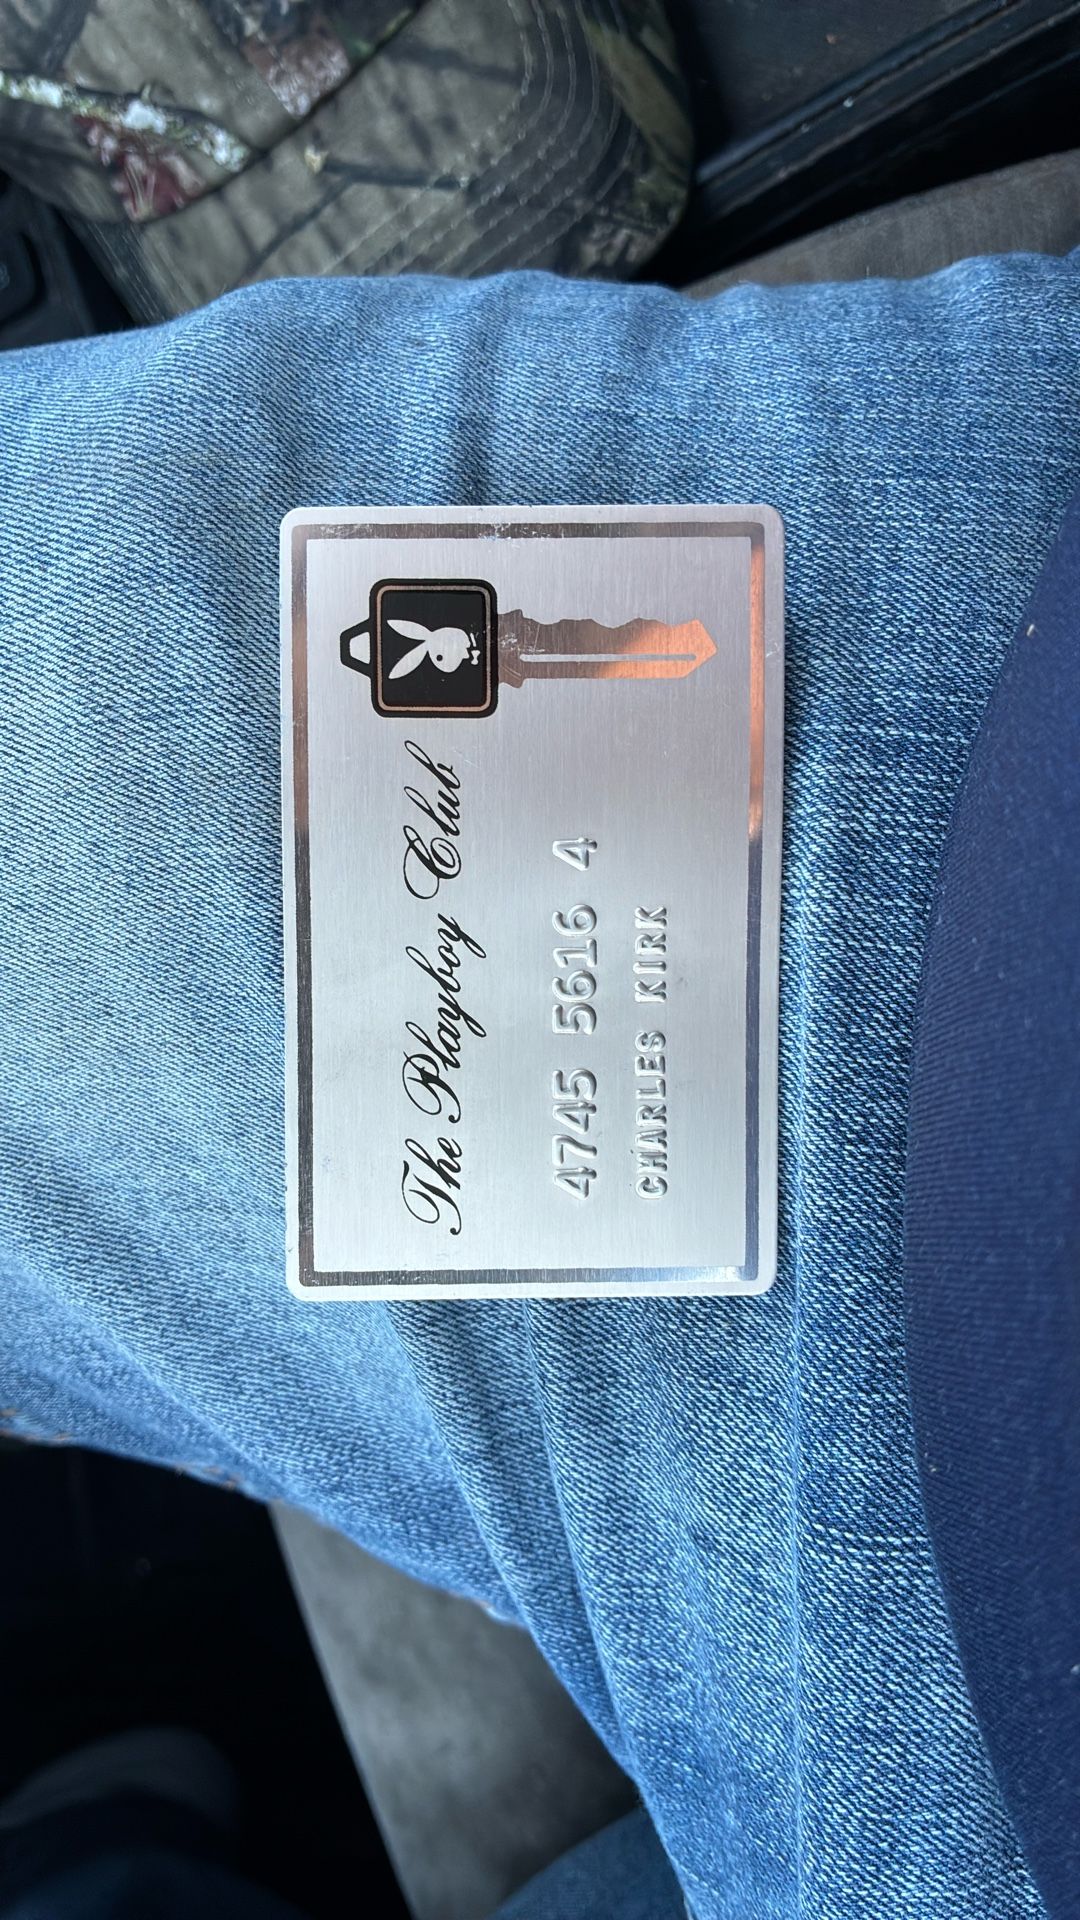 The Playboy Club
4745 5616 4
CHARLES KIRK